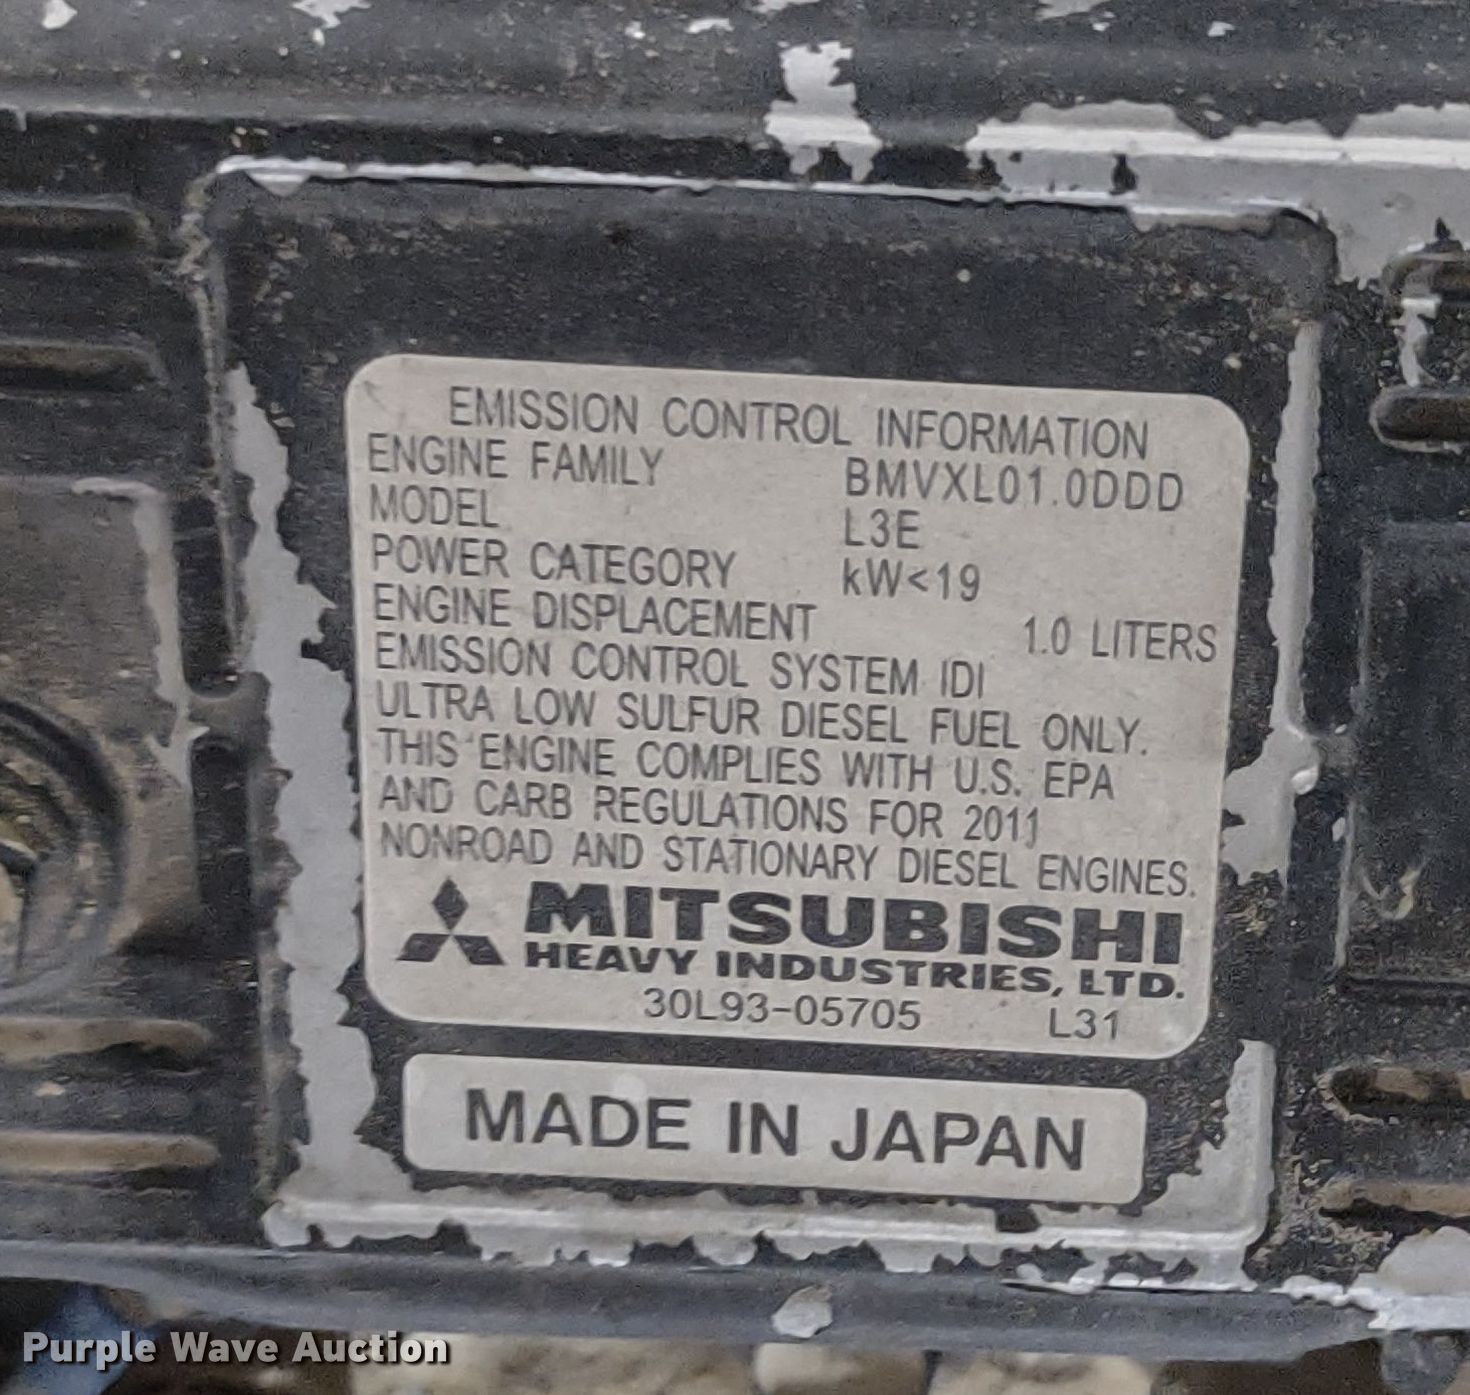 EMISSION CONTROL INFORMATION
ENGINE FAMILY BMVXL01.0DDD
MODEL L3E
POWER CATEGORY kW<19
ENGINE DISPLACEMENT 1.0 LITERS
EMISSION CONTROL SYSTEM IDI
ULTRA LOW SULFUR DIESEL FUEL ONLY.
THIS ENGINE COMPLIES WITH U.S. EPA
AND CARB REGULATIONS FOR 2011
NONROAD AND STATIONARY DIESEL ENGINES.
MITSUBISHI
HEAVY INDUSTRIES, LTD.
30L93-05705 L31
MADE IN JAPAN
Purple Wave Auction